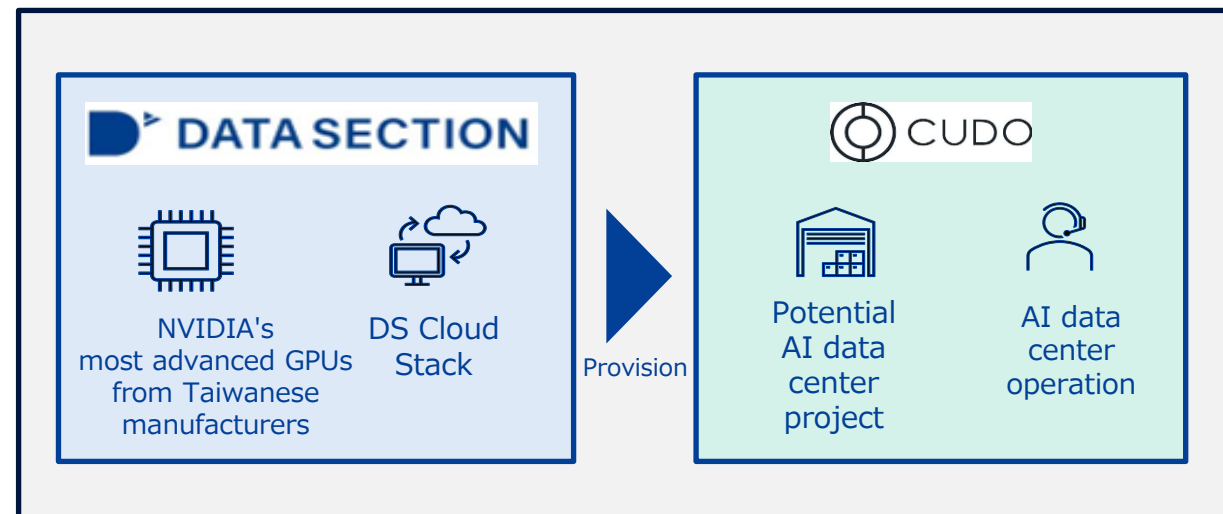 DATA SECTION
NVIDIA's
most advanced GPUs
from Taiwanese
manufacturers
DS Cloud
Stack
Provision
CUDO
Potential
AI data
center
project
AI data
center
operation